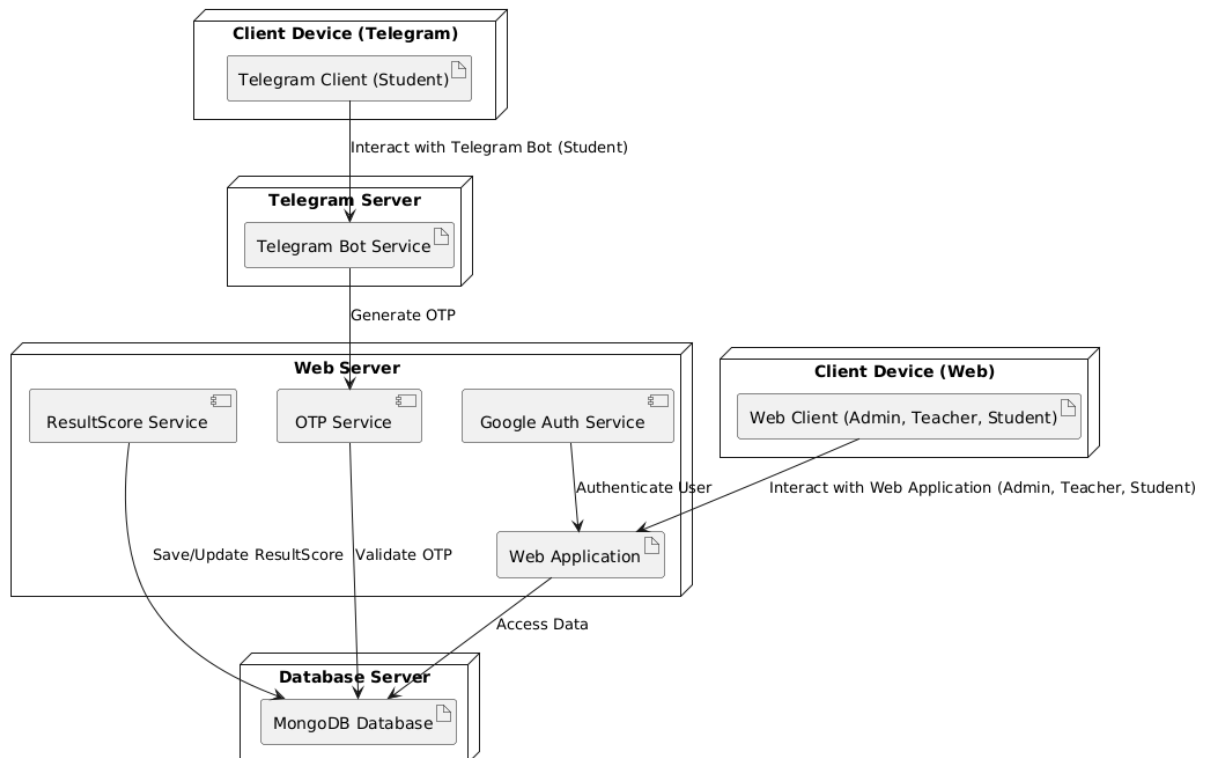 Client Device (Telegram)
Telegram Client (Student)
Interact with Telegram Bot (Student)
Telegram Server
Telegram Bot Service
Generate OTP
Web Server
Client Device (Web)
ResultScore Service
OTP Service
Google Auth Service
Web Client (Admin, Teacher, Student)
Authenticate User
Interact with Web Application (Admin, Teacher, Student)
Save/Update ResultScore
Validate OTP
Web Application
Access Data
Database Server
MongoDB Database